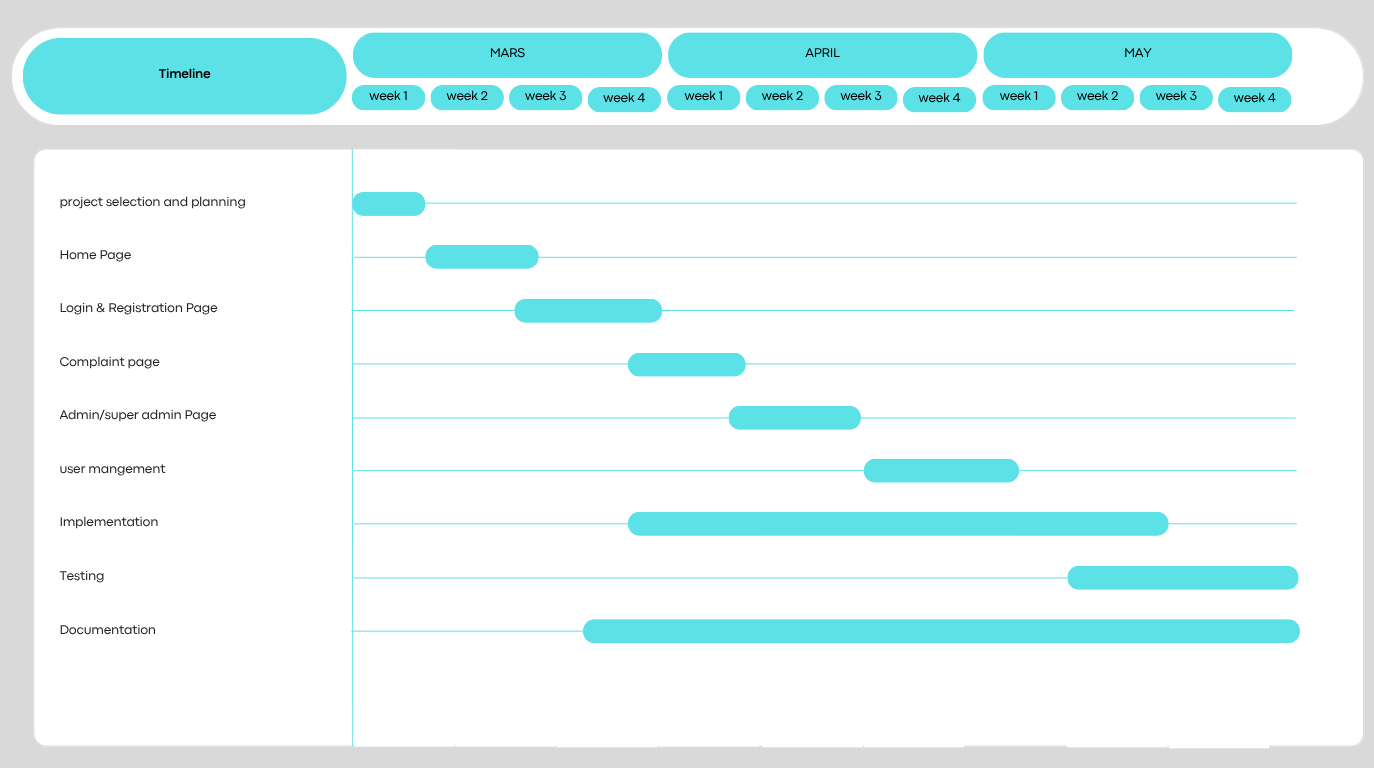 Timeline
MARS
APRIL
MAY
week 1
week 2
week 3
week 4
week 1
week 2
week 3
week 4
week 1
week 2
week 3
week 4
project selection and planning
Home Page
Login & Registration Page
Complaint page
Admin/super admin Page
user mangement
Implementation
Testing
Documentation